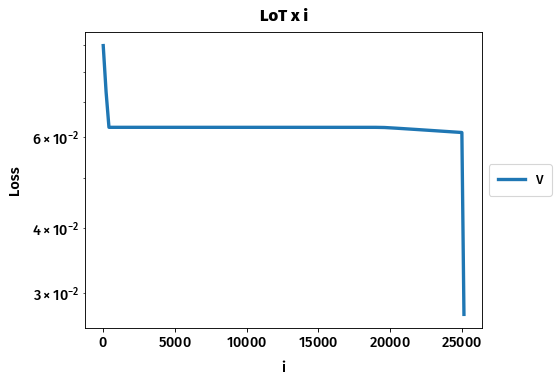 LoT x i
Loss
6 × 10⁻²
4 × 10⁻²
3 × 10⁻²
0 5000 10000 15000 20000 25000
i
V